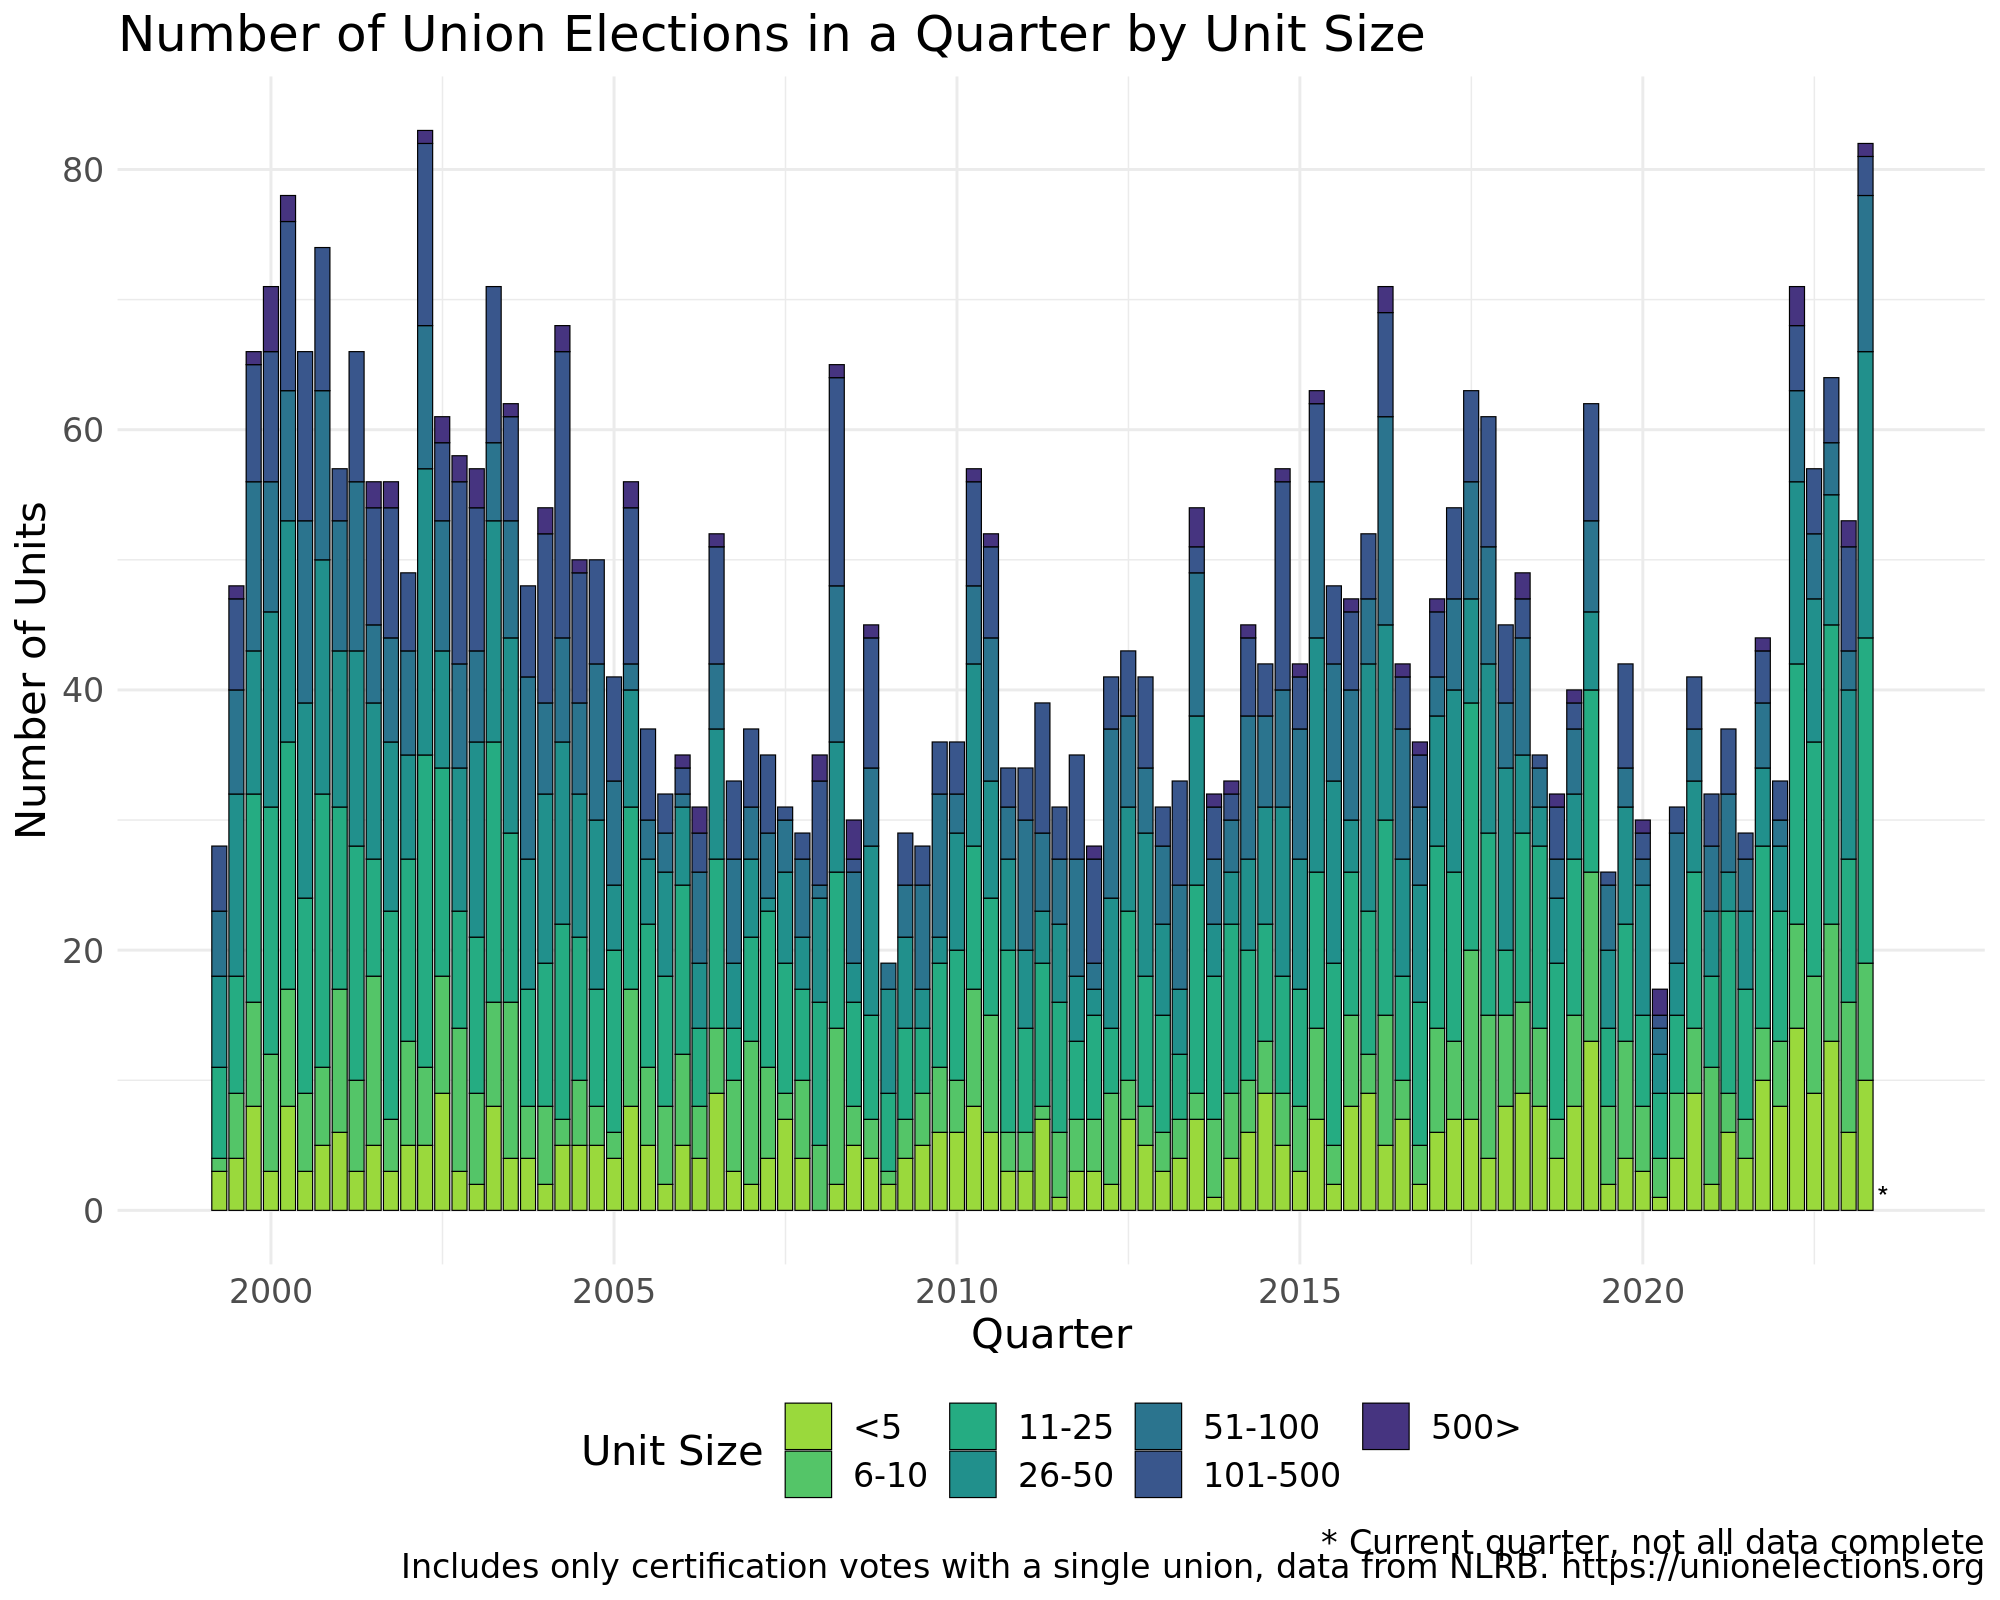 Number of Union Elections in a Quarter by Unit Size
Number of Units
80
60
40
20
0
*
2000 2005 2010 2015 2020
Quarter
Unit Size
<5 11-25 51-100 500>
6-10 26-50 101-500
* Current quarter, not all data complete
Includes only certification votes with a single union, data from NLRB. https://unionelections.org